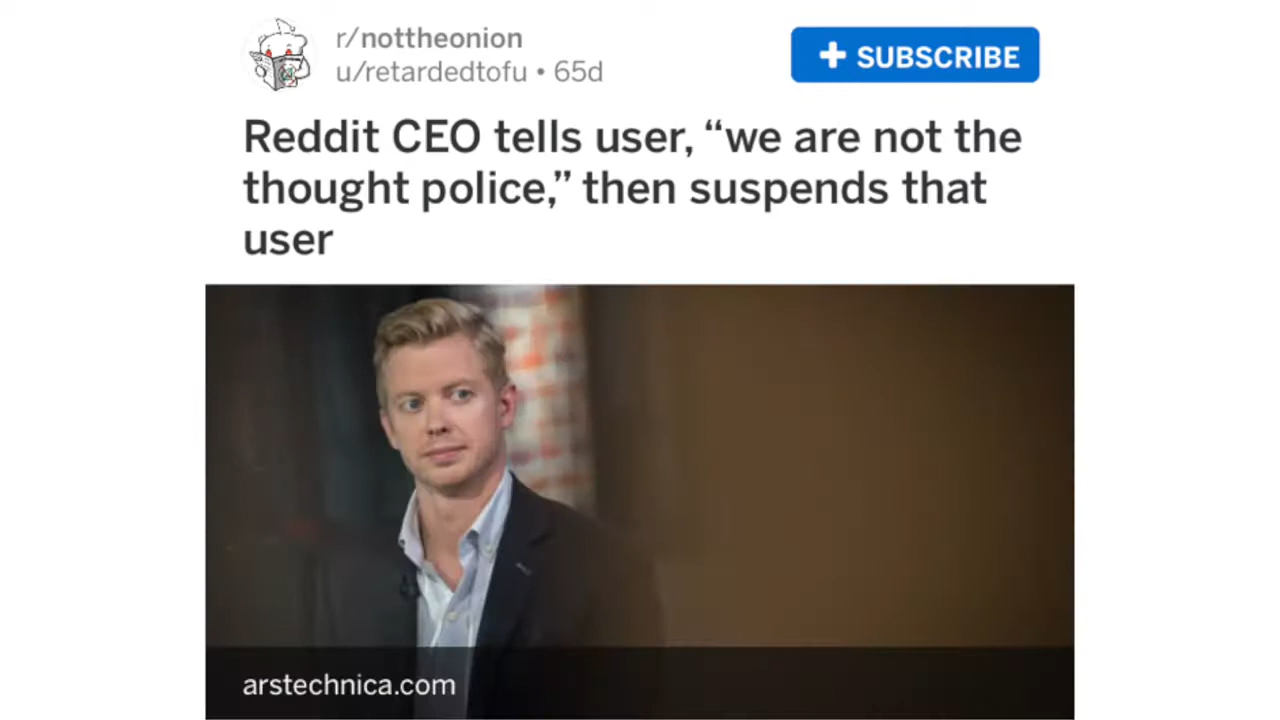 r/nottheonion
u/retardedtofu • 65d
+ SUBSCRIBE
Reddit CEO tells user, “we are not the
thought police,” then suspends that
user
arstechnica.com